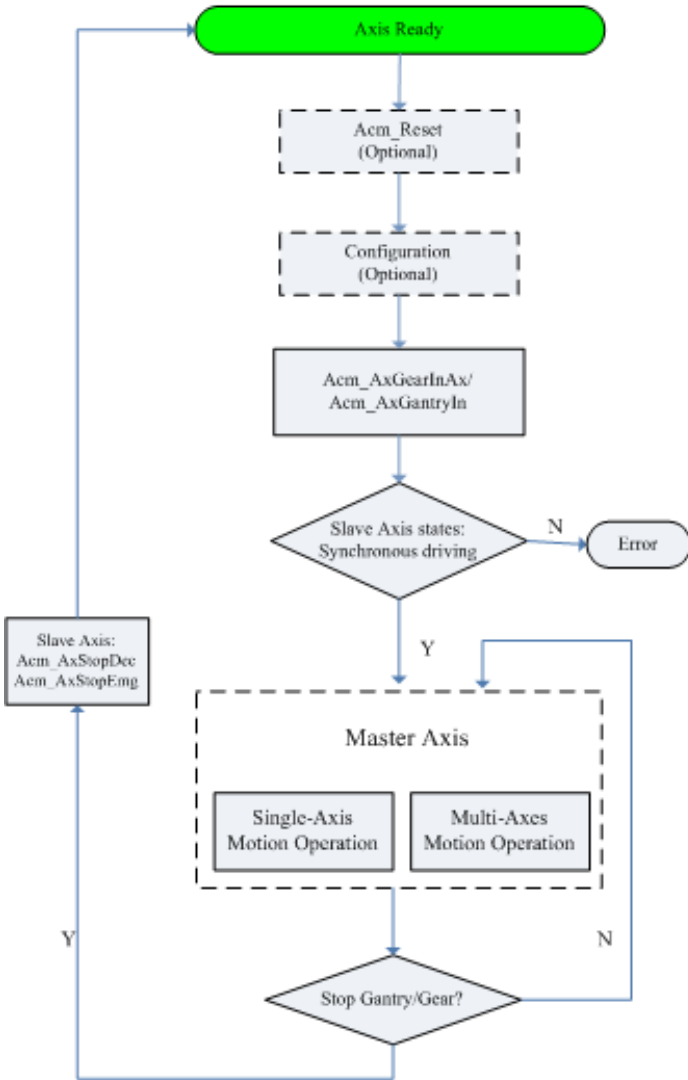 Axis Ready
Acm_Reset
(Optional)
Configuration
(Optional)
Acm_AxGearInAx/
Acm_AxGantryIn
Slave Axis states:
Synchronous driving
N
Error
Y
Slave Axis:
Acm_AxStopDec
Acm_AxStopEmg
Master Axis
Single-Axis
Motion Operation
Multi-Axes
Motion Operation
Y
N
Stop Gantry/Gear?